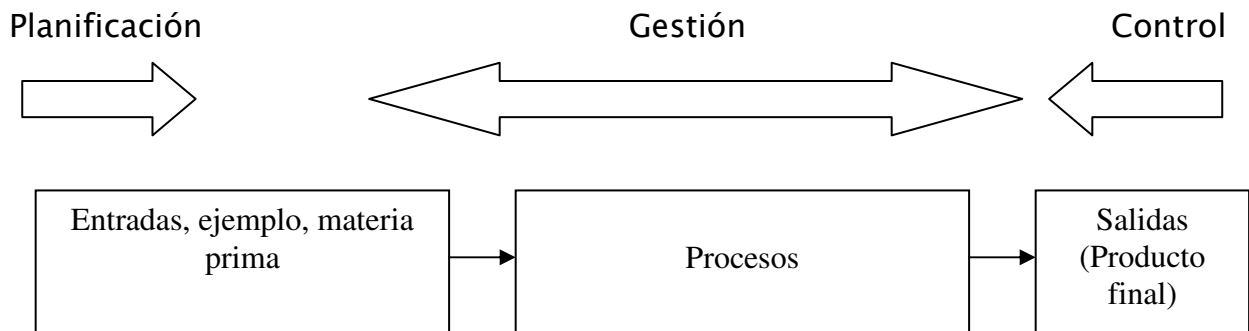 Planificación
Gestión
Control
Entradas, ejemplo, materia
prima
Procesos
Salidas
(Producto
final)